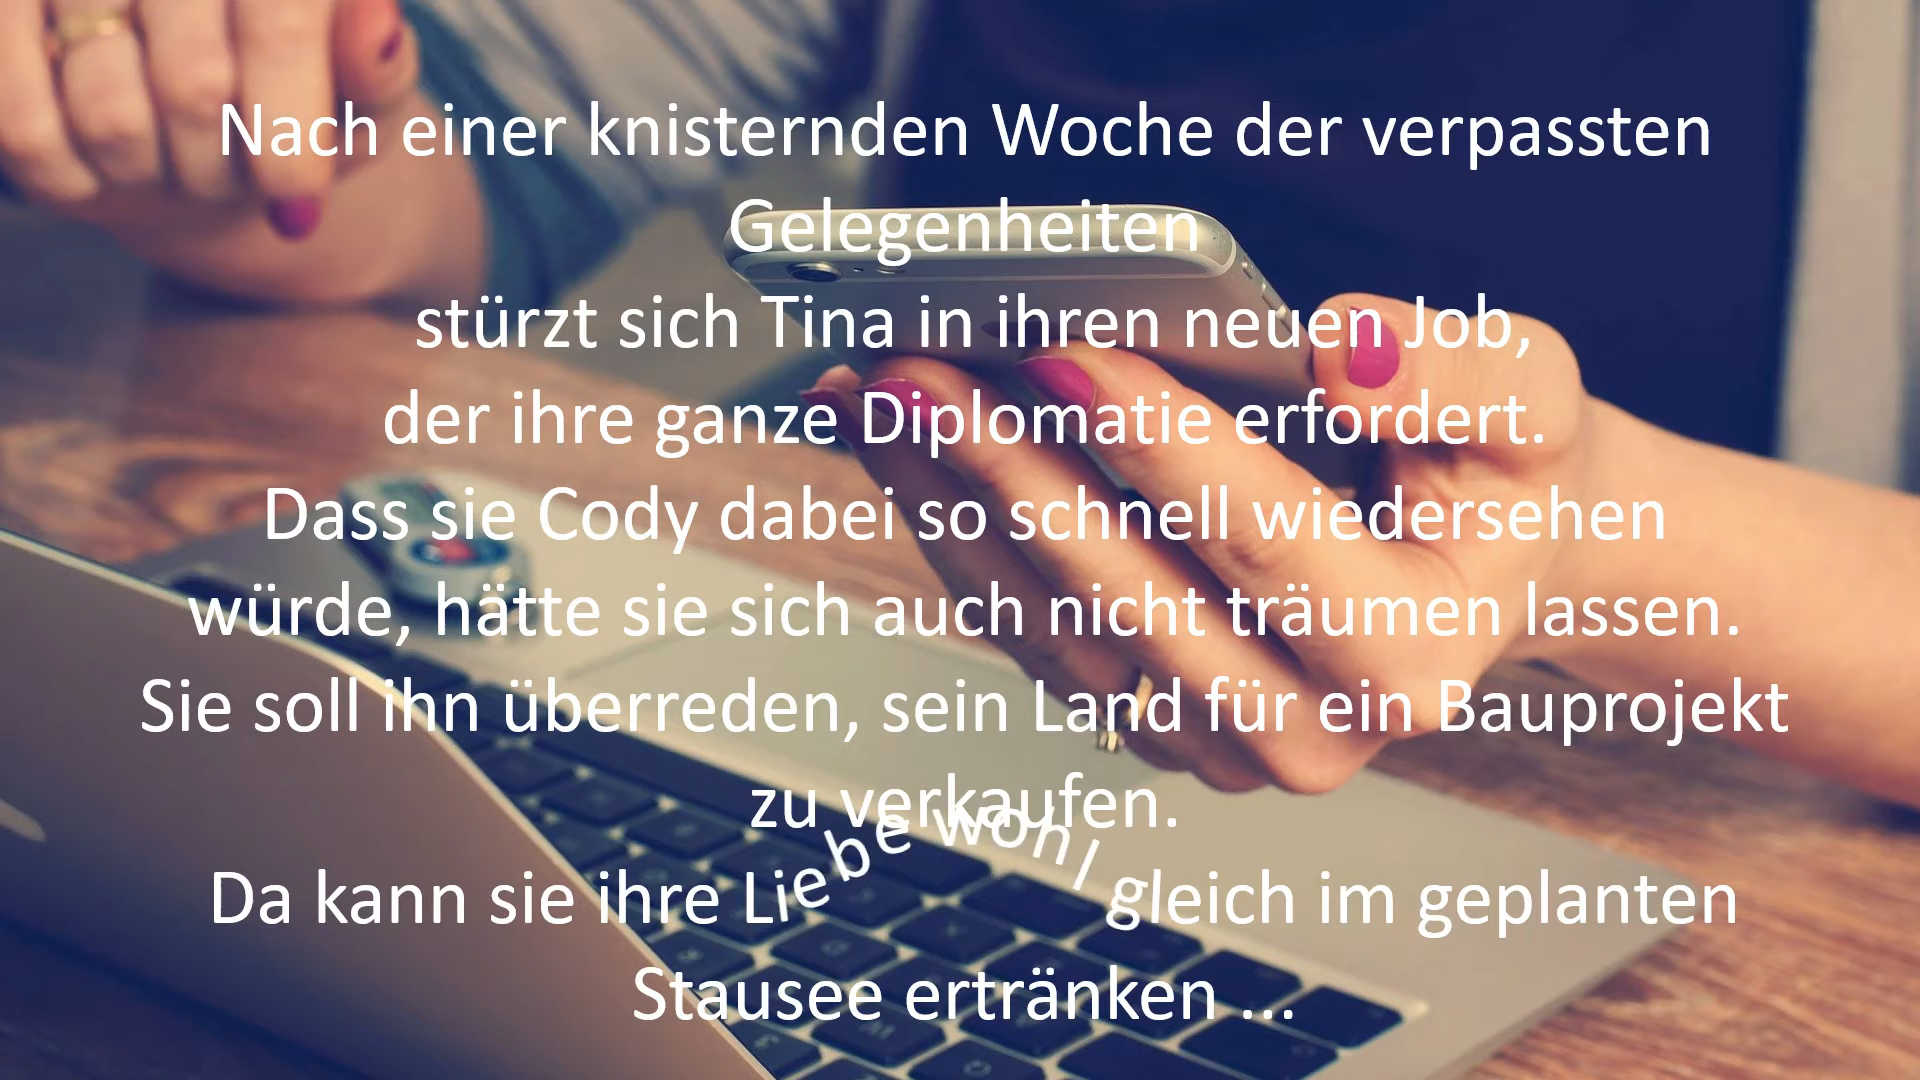 Nach einer knisternden Woche der verpassten
Gelegenheiten
stürzt sich Tina in ihren neuen Job,
der ihre ganze Diplomatie erfordert.
Dass sie Cody dabei so schnell wiedersehen
würde, hätte sie sich auch nicht träumen lassen.
Sie soll ihn überreden, sein Land für ein Bauprojekt
zu verkaufen.
Da kann sie ihre Liebe wohl gleich im geplanten
Stausee ertränken ...